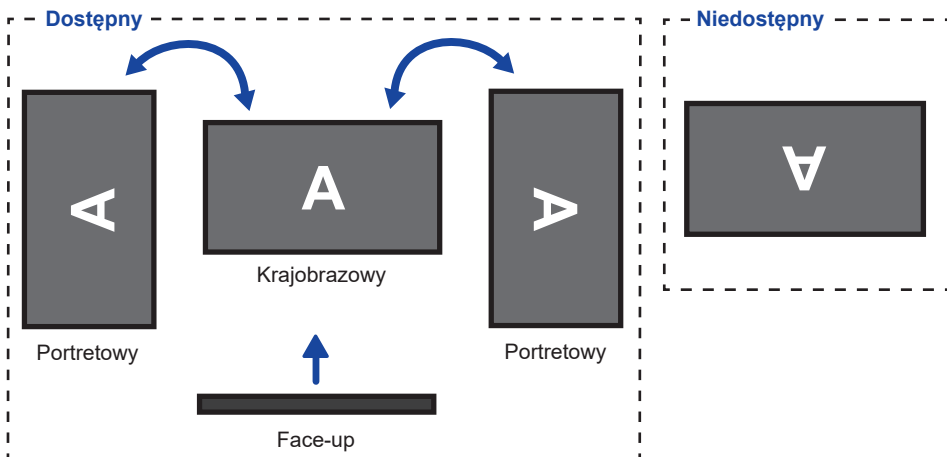 Dostępny
Niedostępny
A
A
A
A
Krajobrazowy
Portretowy
Portretowy
Face-up